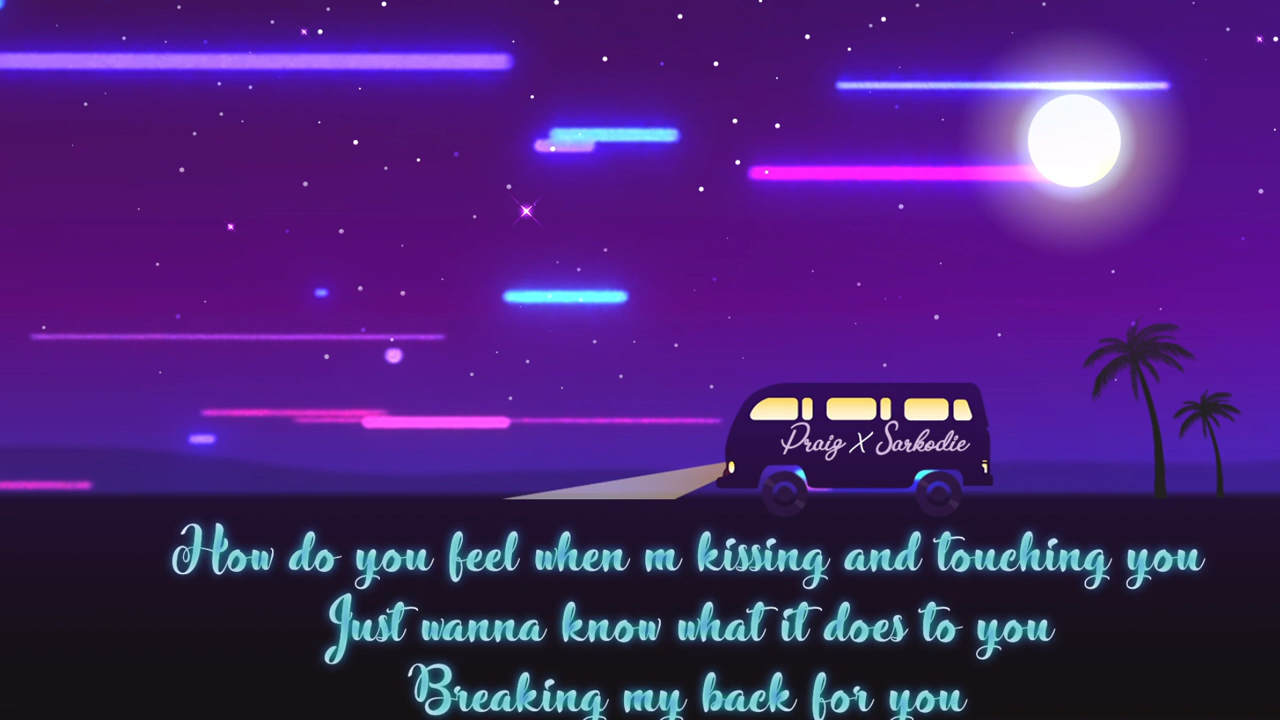 Praig X Sarkodie
How do you feel when m kissing and touching you
Just wanna know what it does to you
Breaking my back for you